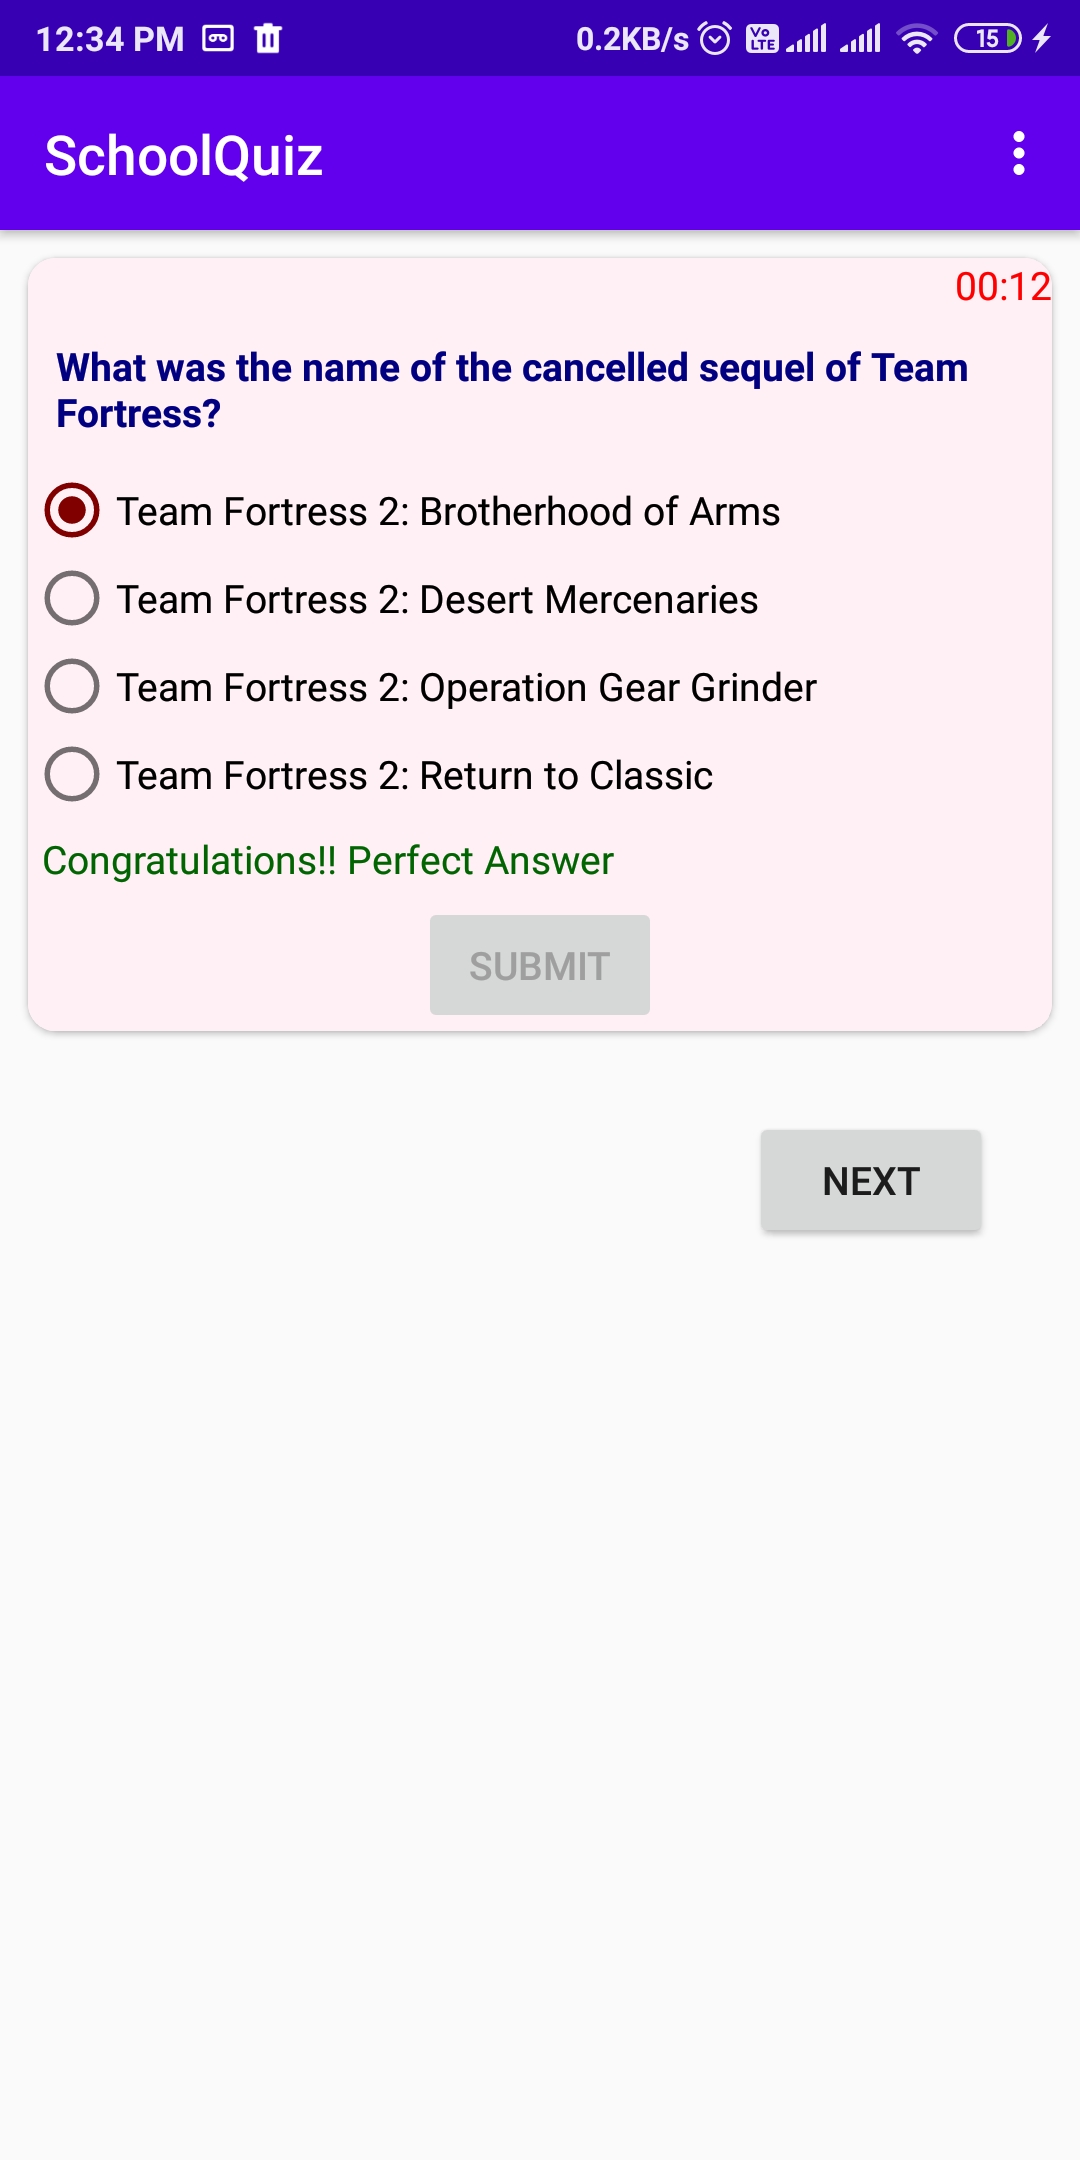 12:34 PM 0.2KB/s Vo LTE 15
SchoolQuiz
00:12
What was the name of the cancelled sequel of Team
Fortress?
Team Fortress 2: Brotherhood of Arms
Team Fortress 2: Desert Mercenaries
Team Fortress 2: Operation Gear Grinder
Team Fortress 2: Return to Classic
Congratulations!! Perfect Answer
SUBMIT
NEXT